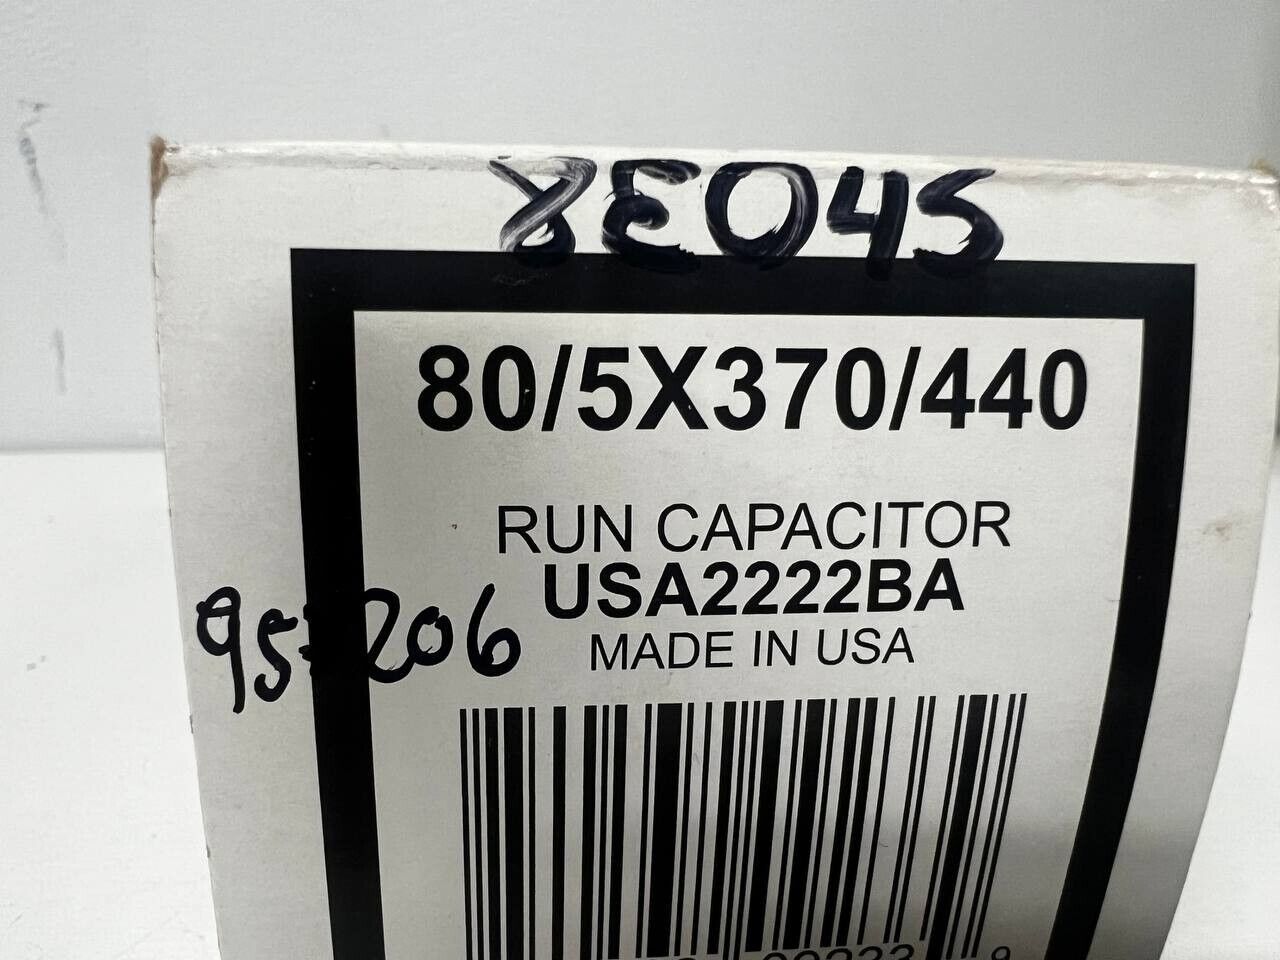 8E045
80/5X370/440
RUN CAPACITOR
USA2222BA
MADE IN USA